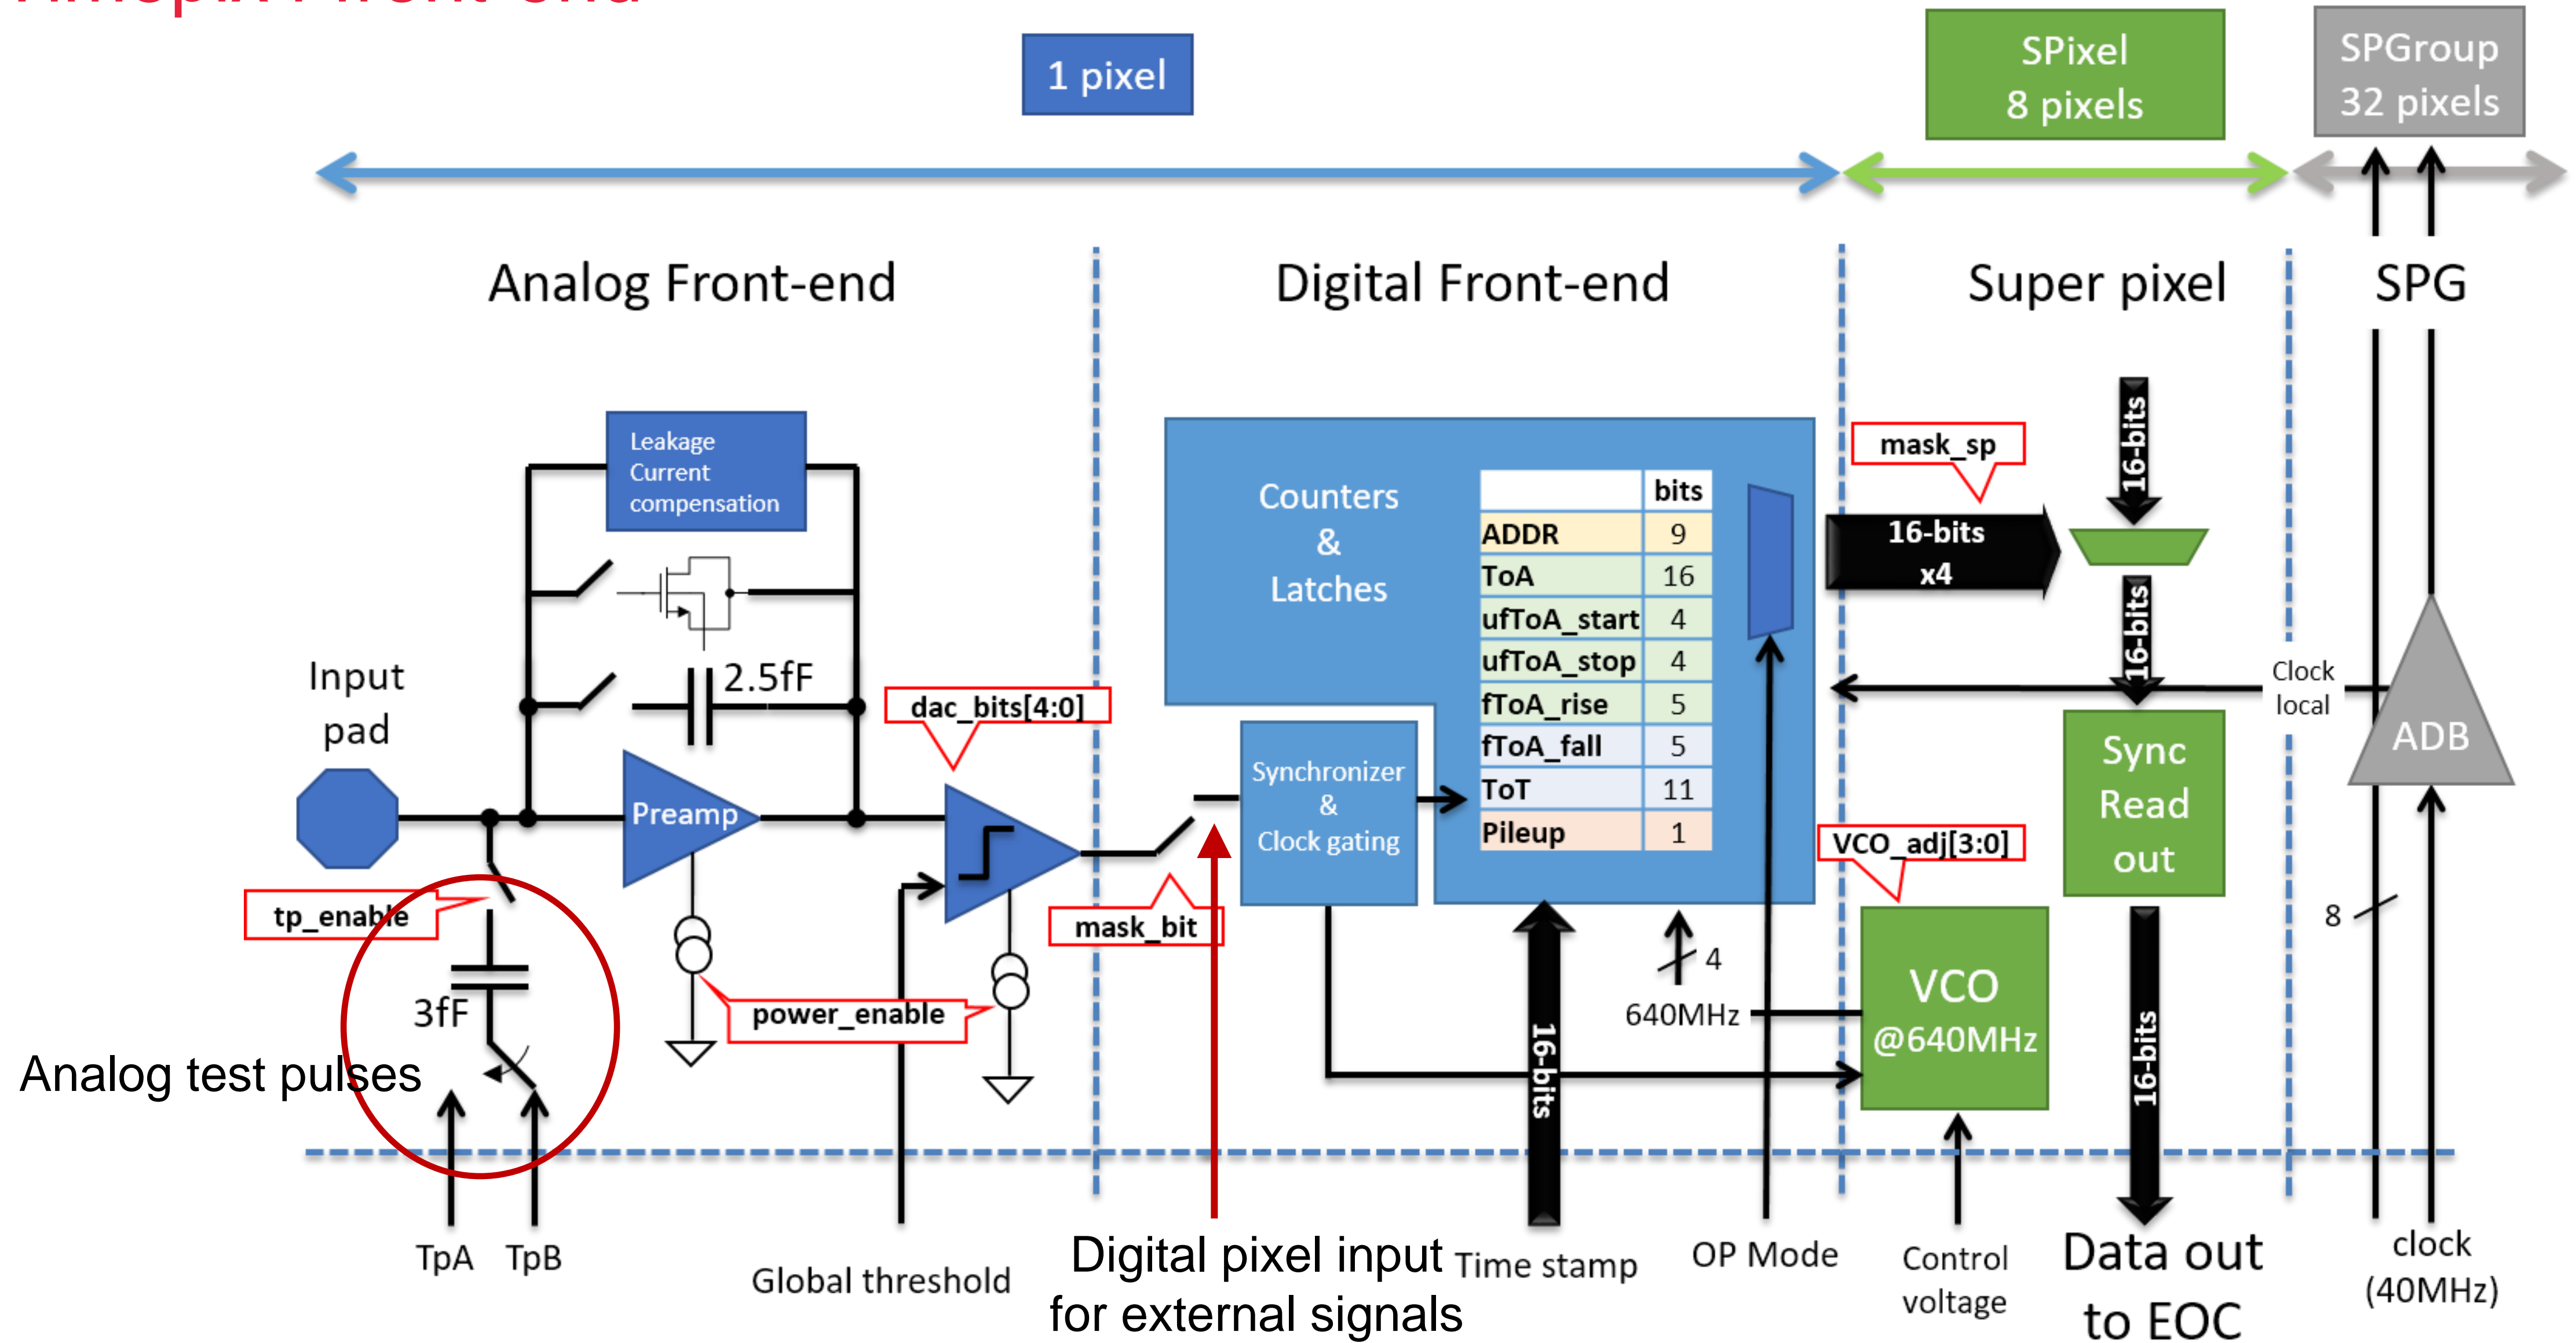 1 pixel
SPixel
8 pixels
SPGroup
32 pixels
Analog Front-end
Digital Front-end
Super pixel
SPG
Leakage
Current
compensation
2.5fF
Input
pad
Preamp
dac_bits[4:0]
tp_enable
3fF
power_enable
mask_bit
Analog test pulses
TpA
TpB
Global threshold
Counters
&
Latches
bits
ADDR 9
ToA 16
ufToA_start 4
ufToA_stop 4
fToA_rise 5
fToA_fall 5
ToT 11
Pileup 1
Synchronizer
&
Clock gating
4
640MHz
16-bits
Digital pixel input
for external signals
Time stamp
OP Mode
mask_sp
16-bits
x4
16-bits
16-bits
Clock
local
ADB
Sync
Read
out
VCO_adj[3:0]
VCO
@640MHz
16-bits
8
Control
voltage
Data out
to EOC
clock
(40MHz)